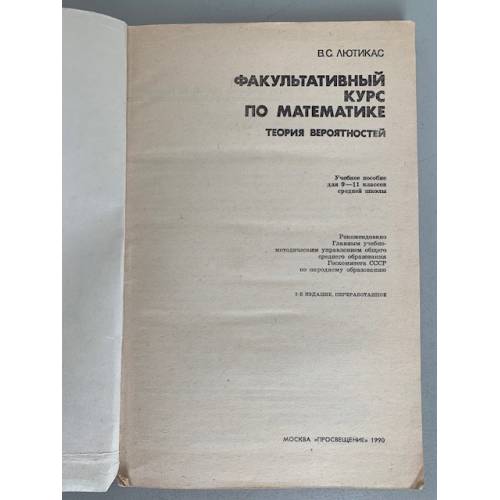 В.С. ЛЮТИКАС
ФАКУЛЬТАТИВНЫЙ
КУРС
ПО МАТЕМАТИКЕ
ТЕОРИЯ ВЕРОЯТНОСТЕЙ
Учебное пособие
для 9—11 классов
средней школы
Рекомендовано
Главным учебно-
методическим управлением общего
среднего образования
Госкомитета СССР
по народному образованию
3-Е ИЗДАНИЕ, ПЕРЕРАБОТАННОЕ
МОСКВА «ПРОСВЕЩЕНИЕ» 1990